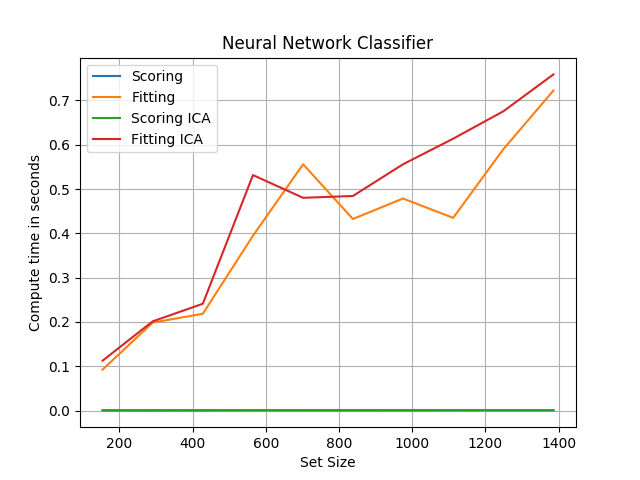 Neural Network Classifier
Scoring
Fitting
Scoring ICA
Fitting ICA
Compute time in seconds
0.7
0.6
0.5
0.4
0.3
0.2
0.1
0.0
200 400 600 800 1000 1200 1400
Set Size